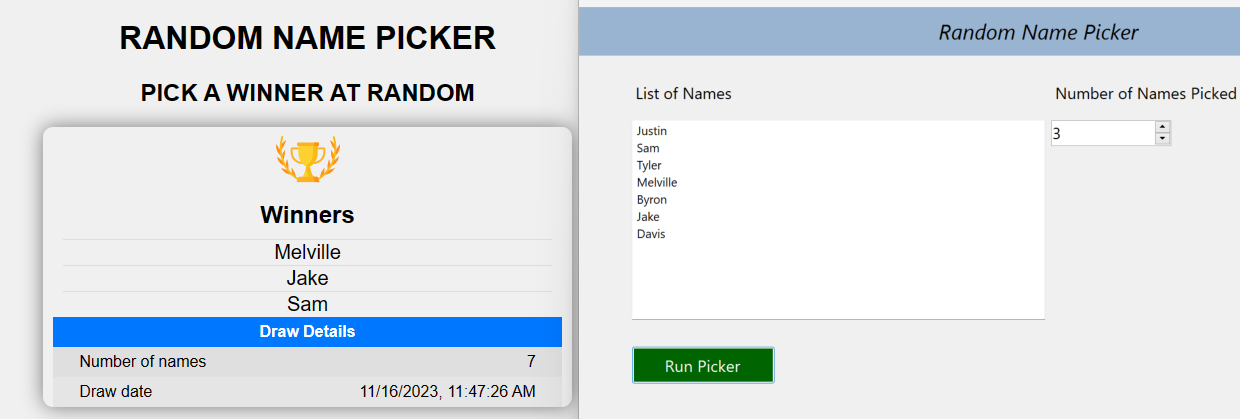 RANDOM NAME PICKER
PICK A WINNER AT RANDOM
Winners
Melville
Jake
Sam
Draw Details
Number of names 7
Draw date 11/16/2023, 11:47:26 AM
Random Name Picker
List of Names
Justin
Sam
Tyler
Melville
Byron
Jake
Davis
Number of Names Picked
3
Run Picker